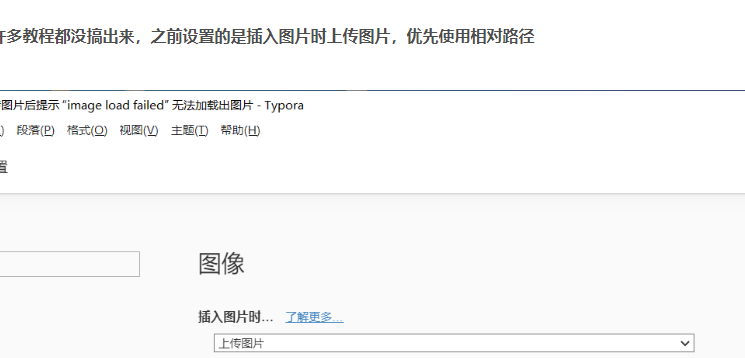 许多教程都没搞出来，之前设置的是插入图片时上传图片，优先使用相对路径
图片后提示 “image load failed” 无法加载出图片 - Typora
) 段落(P) 格式(O) 视图(V) 主题(T) 帮助(H)
置
图像
插入图片时... 了解更多...
上传图片